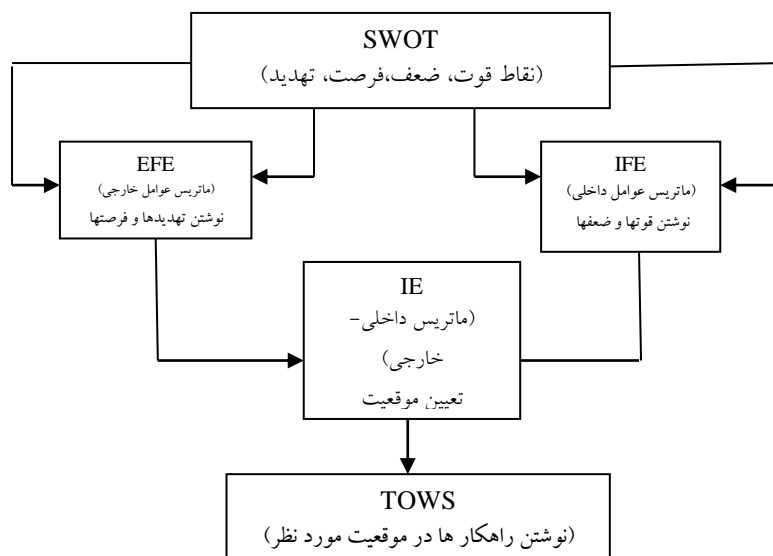 SWOT
(نقاط قوت، ضعف،فرصت، تهدید)
EFE
(ماتریس عوامل خارجی)
نوشتن تهدیدها و فرصتها
IFE
(ماتریس عوامل داخلی)
نوشتن قوتها و ضعفها
IE
(ماتریس داخلی-
خارجی)
تعیین موقعیت
TOWS
(نوشتن راهکار ها در موقعیت مورد نظر)